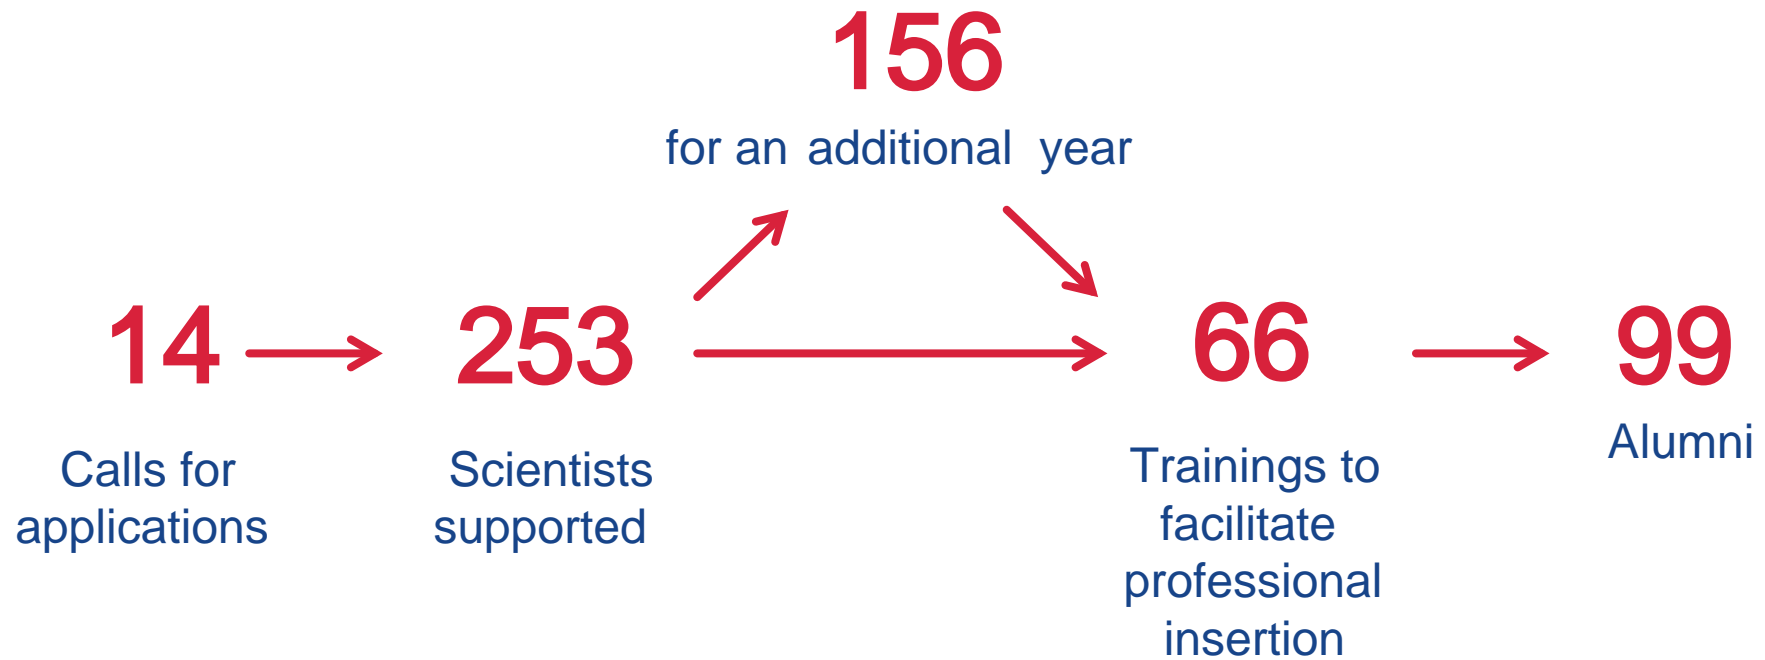 156
for an additional year
14
Calls for
applications
253
Scientists
supported
66
Trainings to
facilitate
professional
insertion
99
Alumni